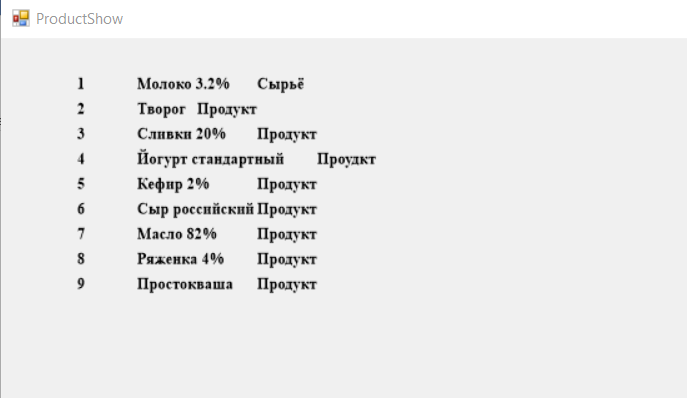 ProductShow
1 Молоко 3.2% Сырьё
2 Творог Продукт
3 Сливки 20% Продукт
4 Йогурт стандартный Проудкт
5 Кефир 2% Продукт
6 Сыр российский Продукт
7 Масло 82% Продукт
8 Ряженка 4% Продукт
9 Простокваша Продукт